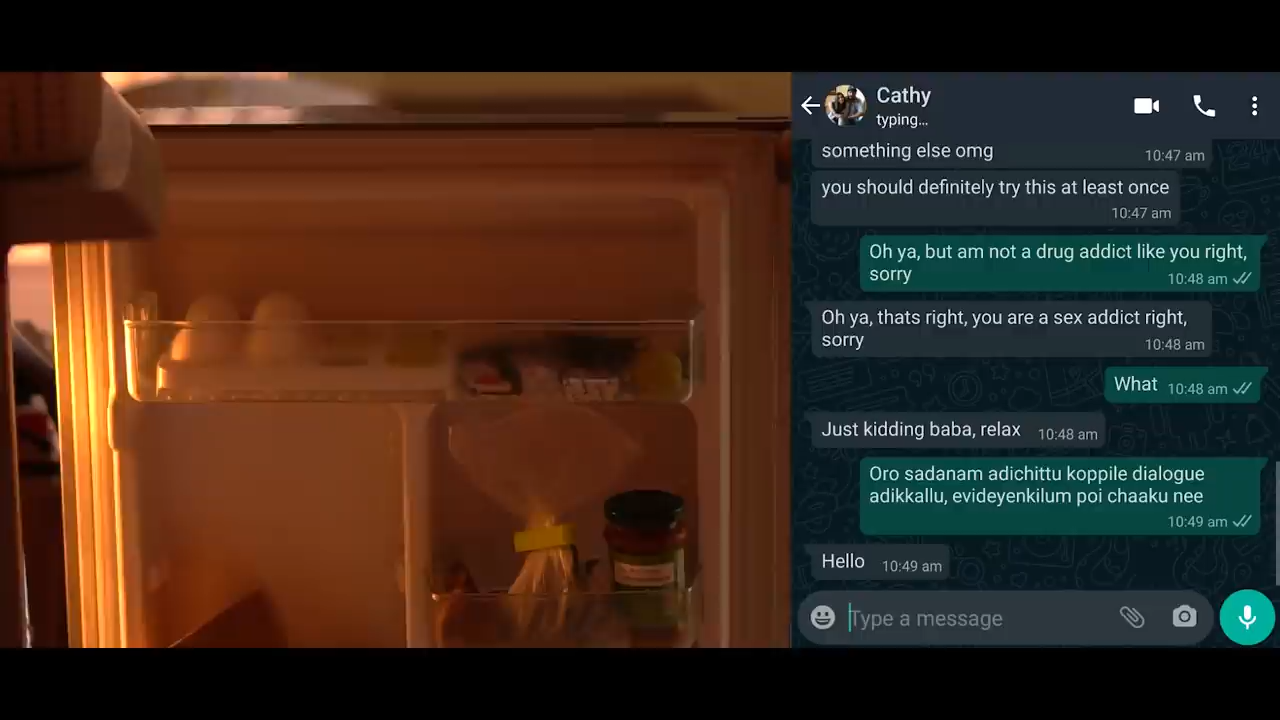 Cathy
typing...
something else omg
10:47 am
you should definitely try this at least once
10:47 am
Oh ya, but am not a drug addict like you right,
sorry
10:48 am
Oh ya, thats right, you are a sex addict right,
sorry
10:48 am
What 10:48 am
Just kidding baba, relax 10:48 am
Oro sadanam adichittu koppile dialogue
adikkallu, evideyenkilum poi chaaku nee
10:49 am
Hello 10:49 am
Type a message